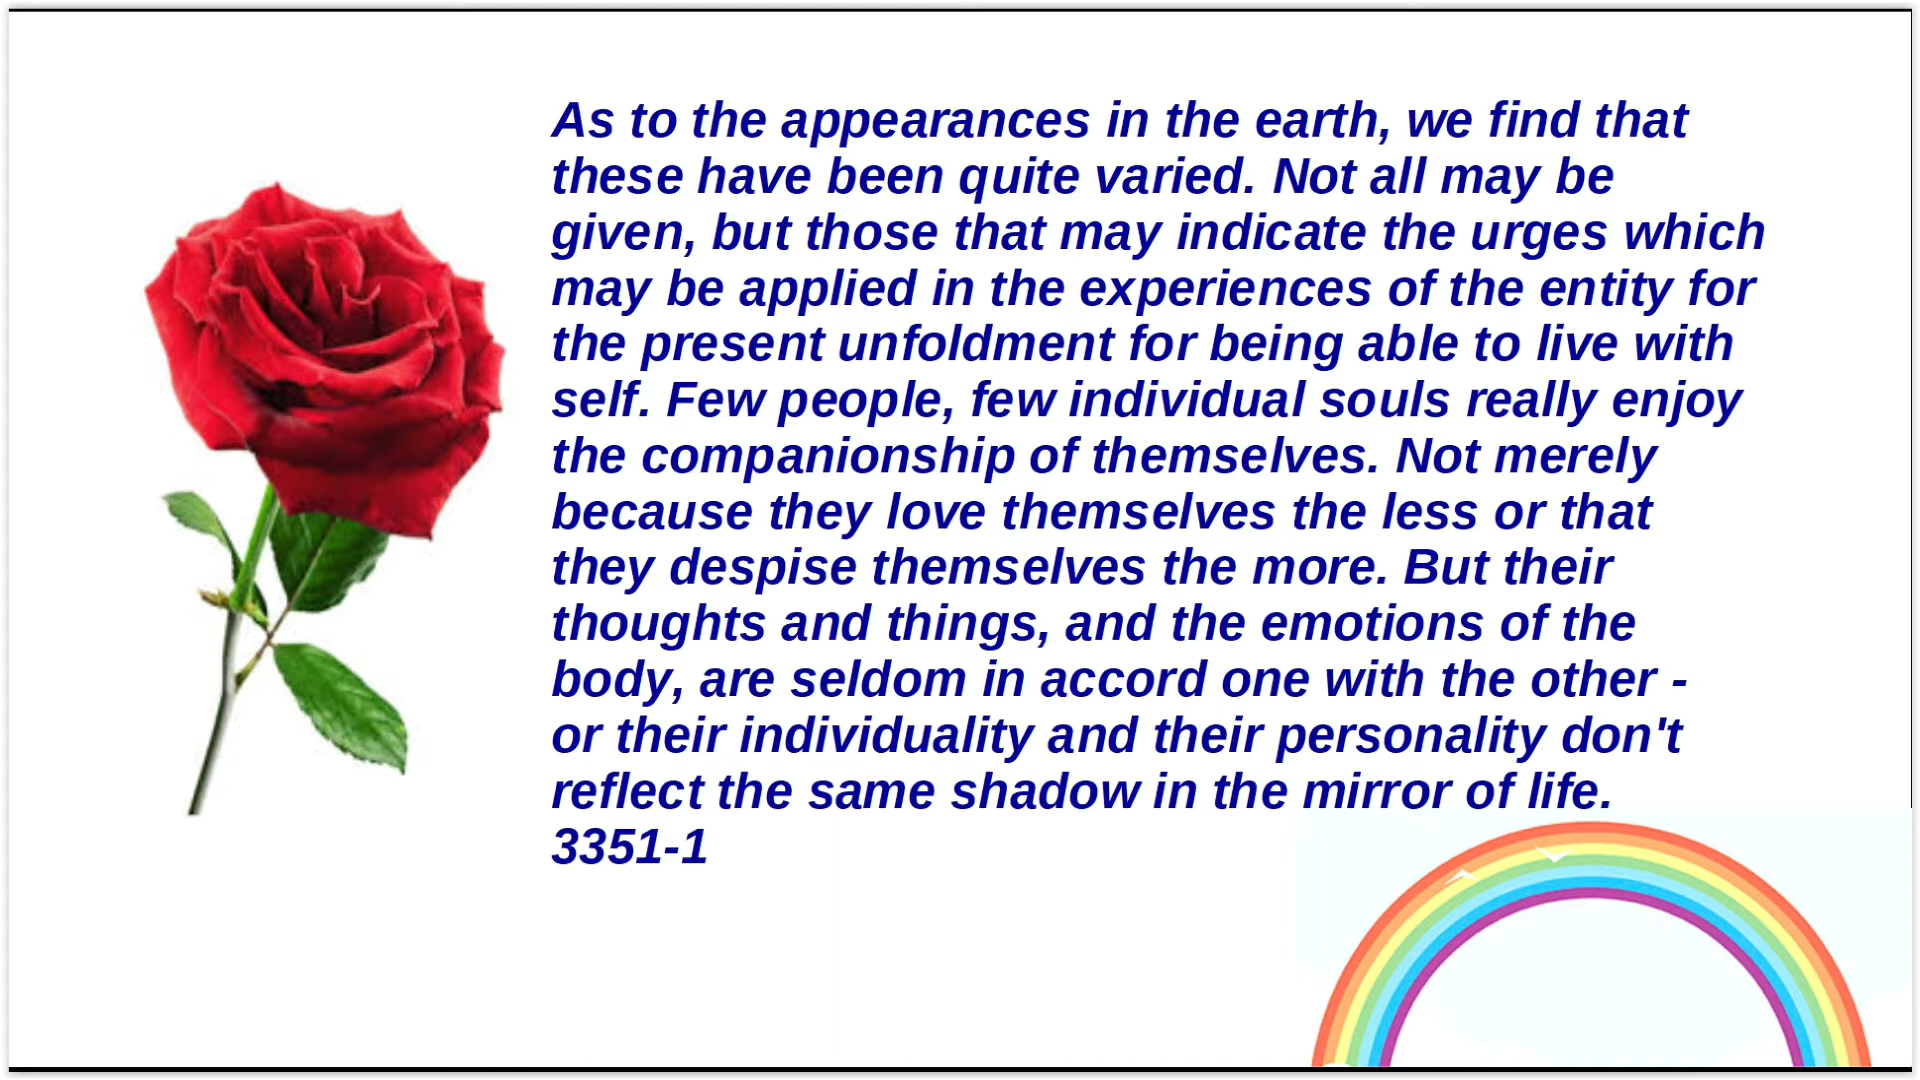 As to the appearances in the earth, we find that
these have been quite varied. Not all may be
given, but those that may indicate the urges which
may be applied in the experiences of the entity for
the present unfoldment for being able to live with
self. Few people, few individual souls really enjoy
the companionship of themselves. Not merely
because they love themselves the less or that
they despise themselves the more. But their
thoughts and things, and the emotions of the
body, are seldom in accord one with the other -
or their individuality and their personality don't
reflect the same shadow in the mirror of life.
3351-1